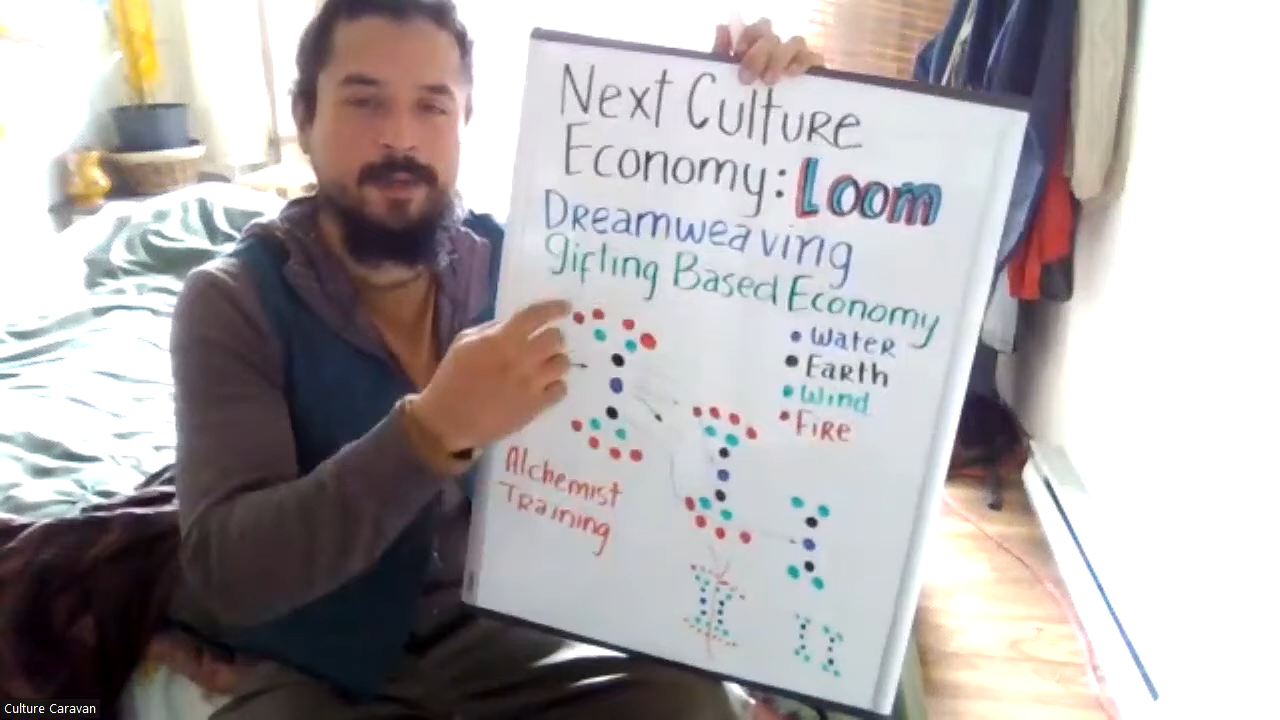 Next Culture
Economy: Loom
Dreamweaving
Gifting Based Economy
Water
Earth
Wind
Fire
Alchemist
Training
Culture Caravan